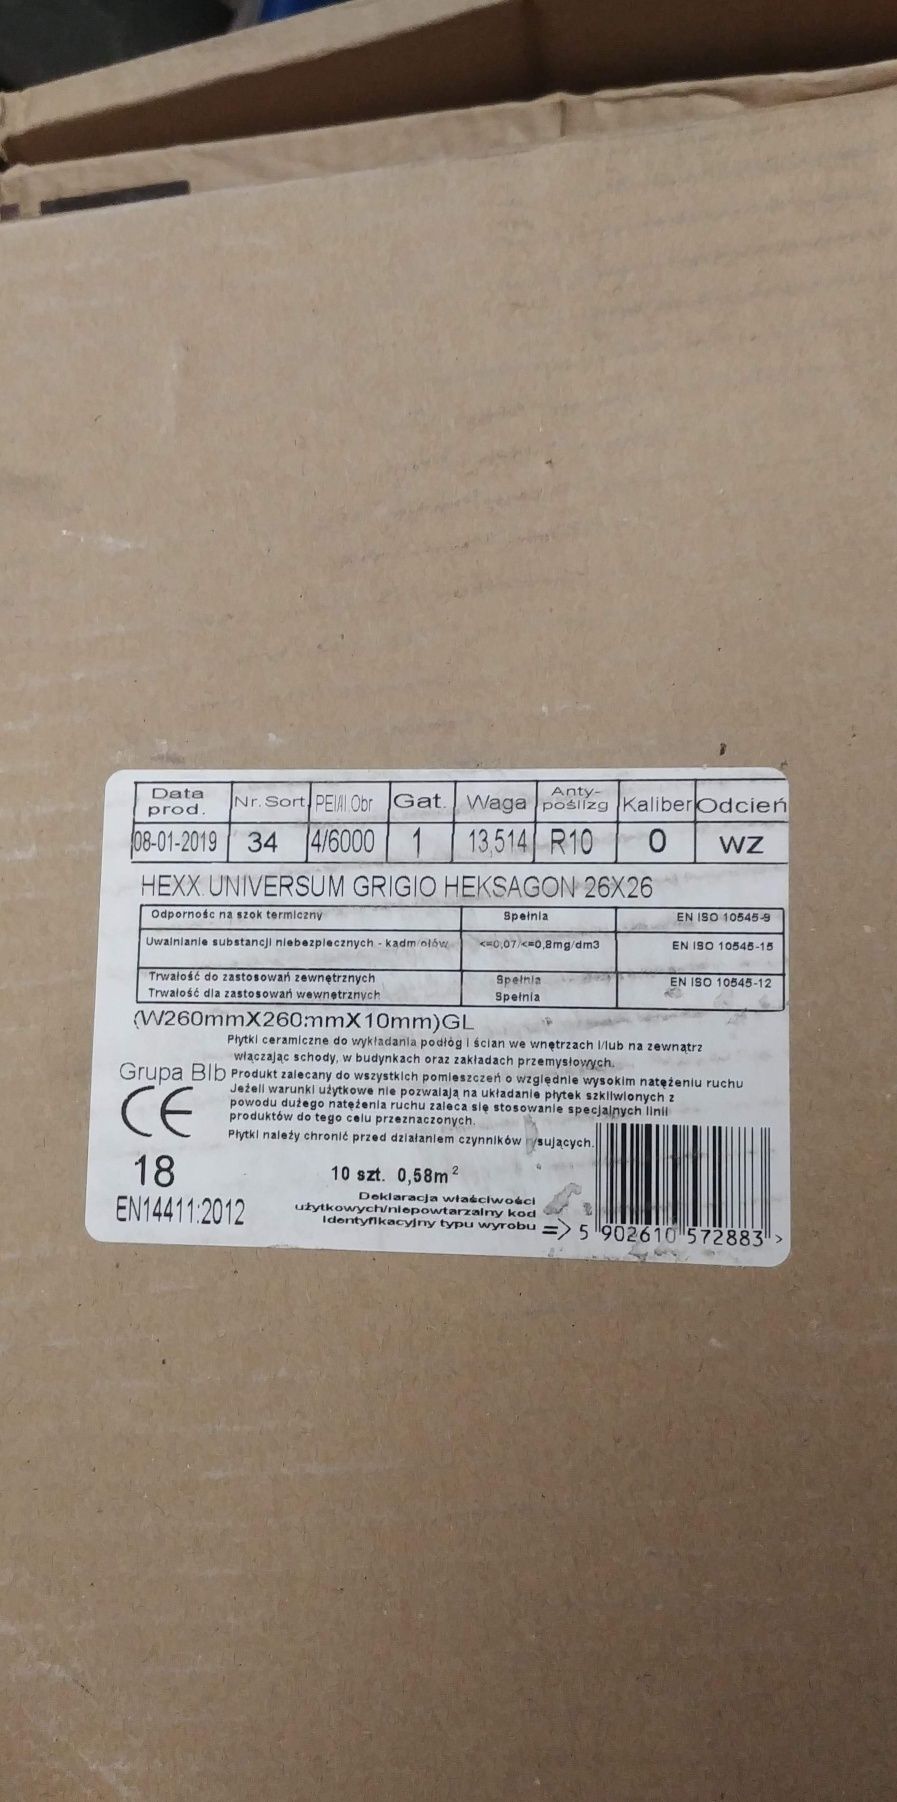 Data prod. Nr. Sort. PEI/Il.Obr Gat. Waga Anty-poślizg Kaliber Odcień
08-01-2019 34 4/6000 1 13,514 R10 0 WZ
HEXX UNIVERSUM GRIGIO HEKSAGON 26X26
Odporność na szok termiczny Spełnia EN ISO 10545-9
Uwalnianie substancji niebezpiecznych - kadm/ołów <=0,07/<=0,8mg/dm3 EN ISO 10545-15
Trwałość do zastosowań zewnętrznych Spełnia EN ISO 10545-12
Trwałość dla zastosowań wewnętrznych Spełnia
(W260mmX260mmX10mm)GL
Płytki ceramiczne do wykładania podłóg i ścian we wnętrzach i/lub na zewnątrz
włączając schody, w budynkach oraz zakładach przemysłowych.
Grupa BIb Produkt zalecany do wszystkich pomieszczeń o względnie wysokim natężeniu ruchu
Jeżeli warunki użytkowe nie pozwalają na układanie płytek szkliwionych z
powodu dużego natężenia ruchu zaleca się stosowanie specjalnych linii
produktów do tego celu przeznaczonych.
CE
Płytki należy chronić przed działaniem czynników rysujących.
18 10 szt. 0,58m²
EN14411:2012
Deklaracja właściwości
użytkowych/niepowtarzalny kod
identyfikacyjny typu wyrobu =>
5 902610 572883 >